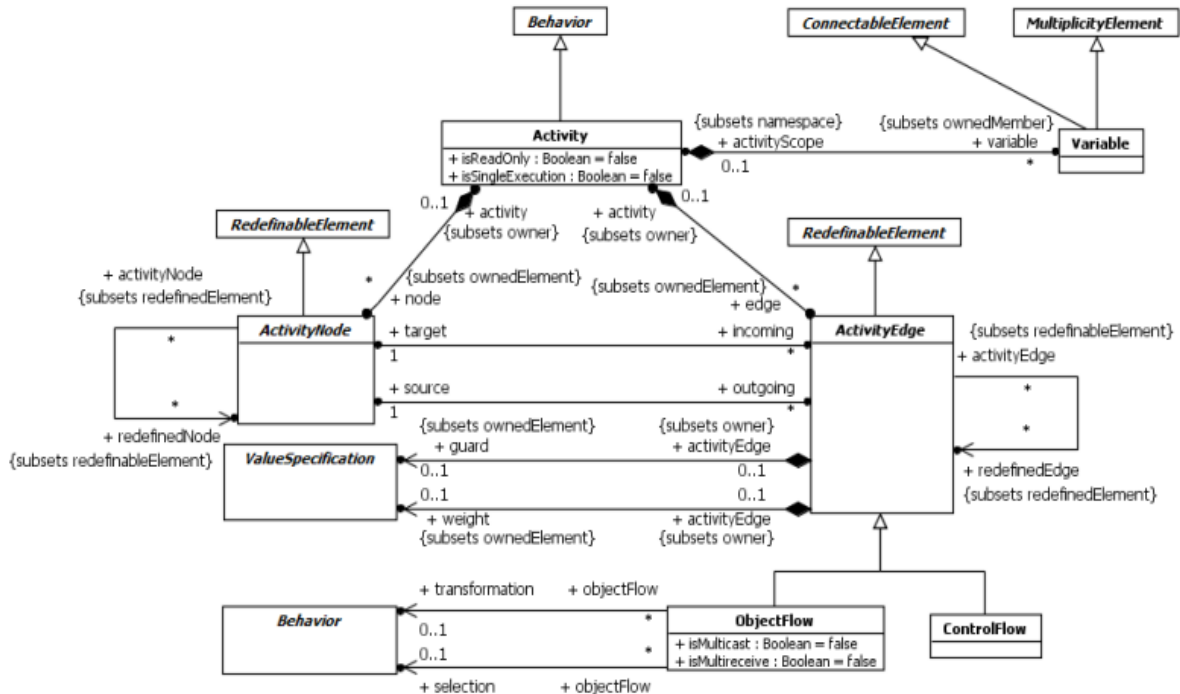 Behavior
ConnectableElement
MultiplicityElement
Activity
+ isReadOnly : Boolean = false
+ isSingleExecution : Boolean = false
{subsets namespace}
+ activityScope
0..1
{subsets ownedMember}
+ variable
*
Variable
0..1
+ activity
{subsets owner}
0..1
+ activity
{subsets owner}
RedefinableElement
RedefinableElement
+ activityNode
{subsets redefinedElement}
*
{subsets ownedElement}
+ node
{subsets ownedElement}
*
+ edge
ActivityNode
*
*
+ redefinedNode
{subsets redefinableElement}
+ target
1
+ incoming
*
+ source
1
+ outgoing
*
ActivityEdge
{subsets redefinableElement}
+ activityEdge
*
*
+ redefinedEdge
{subsets redefinedElement}
ValueSpecification
{subsets ownedElement}
+ guard
0..1
{subsets owner}
+ activityEdge
0..1
0..1
+ weight
{subsets ownedElement}
0..1
+ activityEdge
{subsets owner}
Behavior
+ transformation
0..1
+ objectFlow
*
0..1
+ selection
*
+ objectFlow
ObjectFlow
+ isMulticast : Boolean = false
+ isMultireceive : Boolean = false
ControlFlow